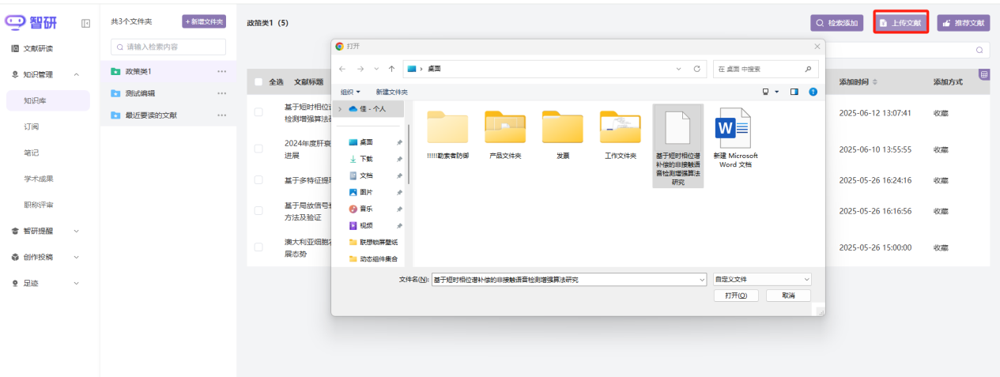 智研
文献研读
知识管理
知识库
订阅
笔记
学术成果
职称评审
智研提醒
创作投稿
足迹
共3个文件夹
+新增文件夹
请输入检索内容
政策类1
测试编辑
最近要读的文献
政策类1（5）
检索添加
上传文献
推荐文献
全选 文献标题
添加时间
添加方式
基于短时相位
检测增强算法
2025-06-12 13:07:41
收藏
2024年度肝衰
进展
2025-06-10 13:55:55
收藏
基于多特征提
2025-05-26 16:24:16
收藏
基于局放信号
方法及验证
2025-05-26 16:16:56
收藏
澳大利亚细胞
展态势
2025-05-26 15:00:00
收藏
打开
桌面
在 桌面 中搜索
组织
新建文件夹
佳 - 个人
桌面
下载
文档
图片
音乐
视频
联想锁屏壁纸
动态组件集合
!!!!!勒索者防御
产品文件夹
发票
工作文件夹
基于短时相位谱
补偿的非接触语
音检测增强算法
研究
新建 Microsoft
Word 文档
文件名(N):
基于短时相位谱补偿的非接触语音检测增强算法研究
自定义文件
打开(O)
取消